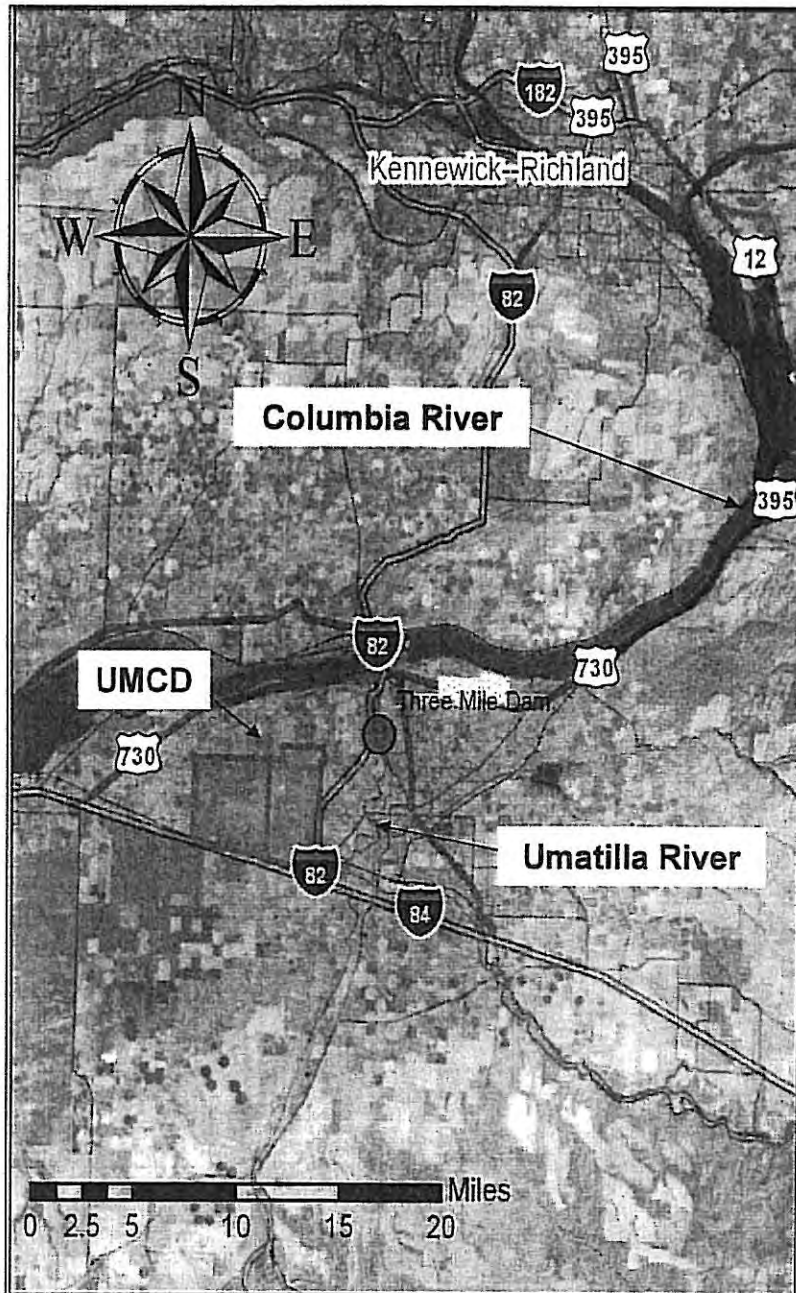 395
182
395
N
Kennewick--Richland
W
E
12
82
S
Columbia River
395
82
730
UMCD
Three Mile Dam
730
Umatilla River
82
84
Miles
0 2.5 5 10 15 20